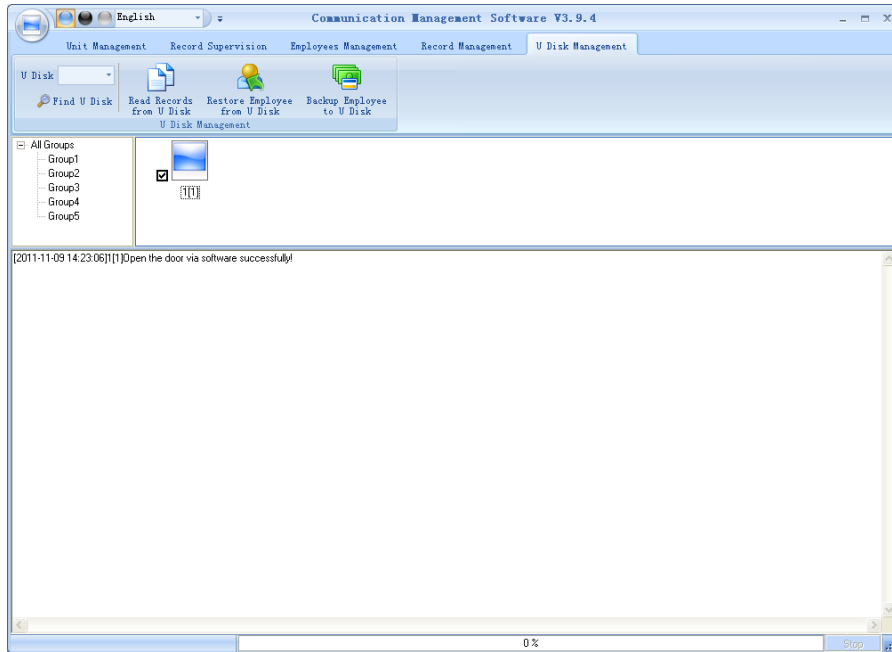 English
Communication Management Software V3.9.4
Unit Management
Record Supervision
Employees Management
Record Management
U Disk Management
U Disk
Find U Disk
Read Records
from U Disk
Restore Employee
from U Disk
Backup Employee
to U Disk
U Disk Management
All Groups
Group1
Group2
Group3
Group4
Group5
1[1]
[2011-11-09 14:23:06]1[1]Open the door via software successfully!
0 %
Stop